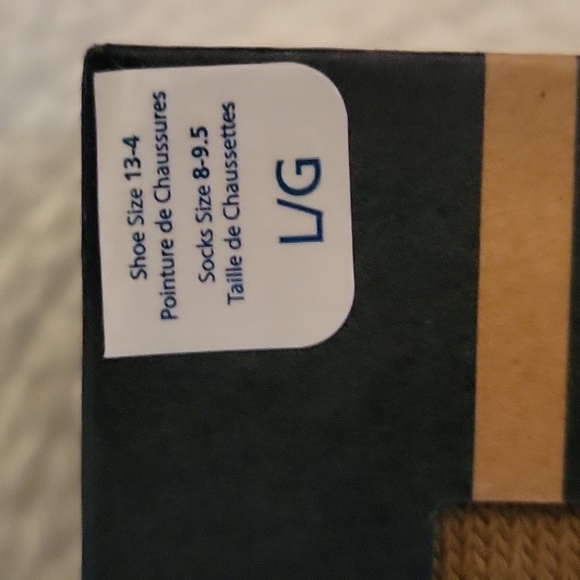 Shoe Size 13-4
Pointure de Chaussures
Socks Size 8-9.5
Taille de Chaussettes
L/G